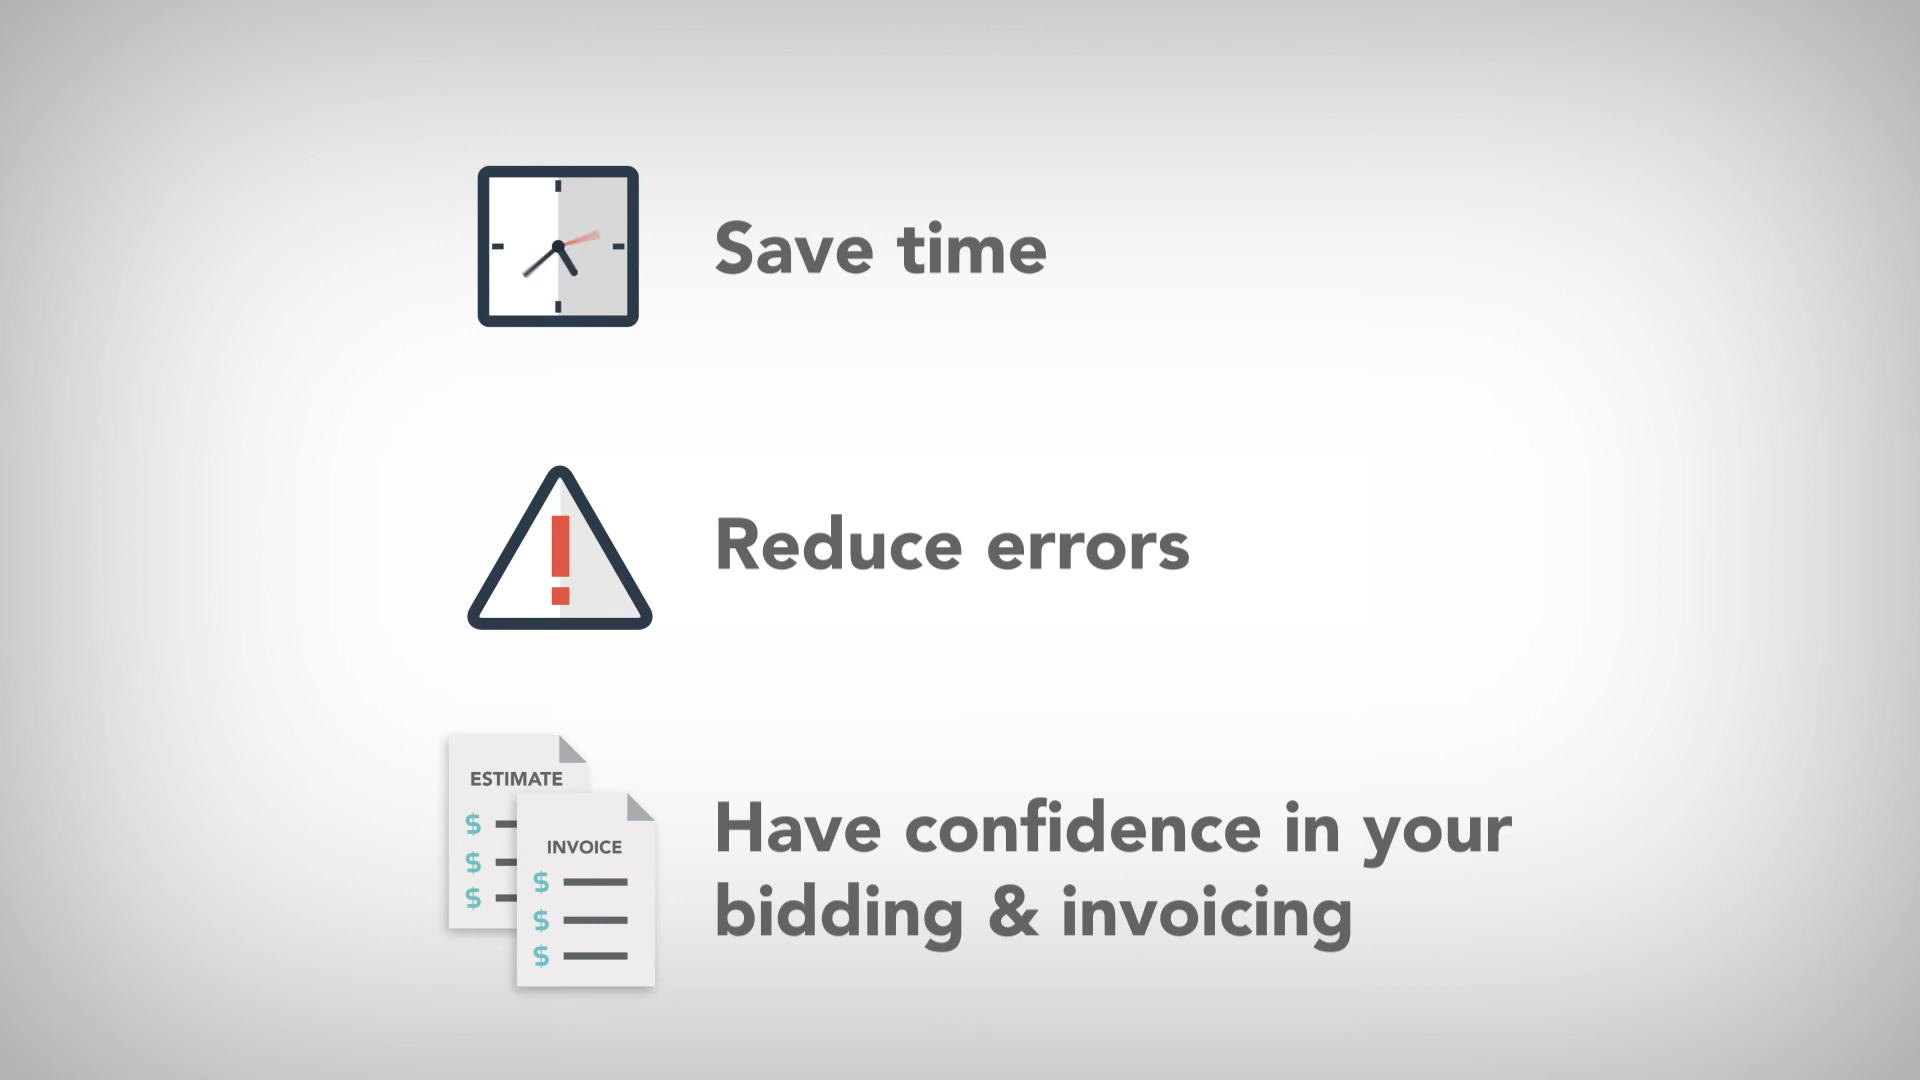 Save time
Reduce errors
ESTIMATE
$
$
$
INVOICE
$
$
$
Have confidence in your
bidding & invoicing